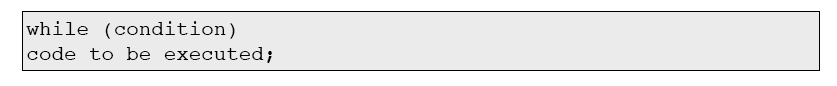 while (condition)
code to be executed;